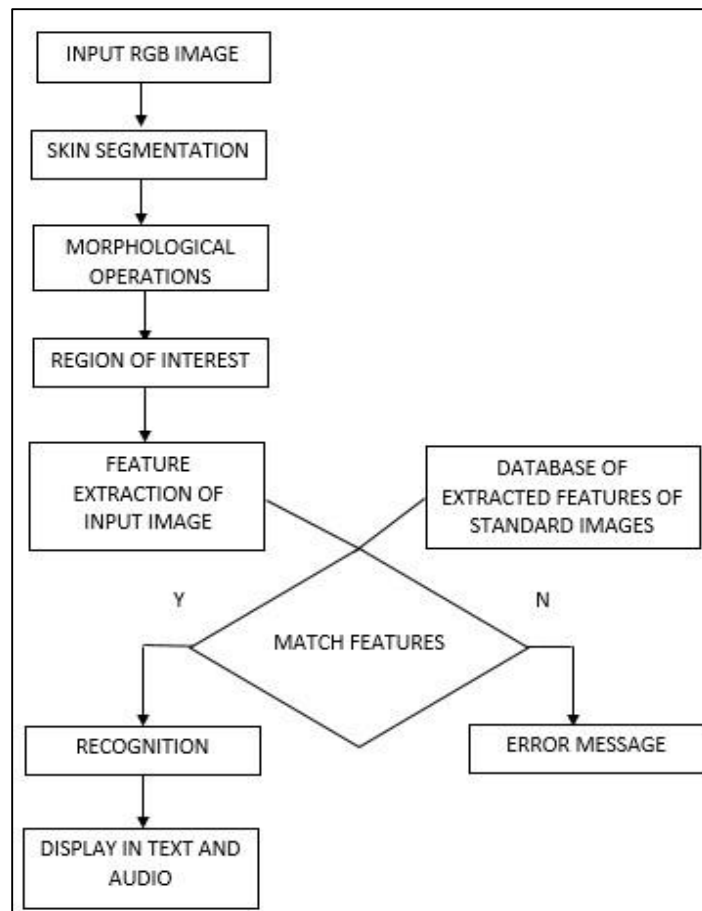 INPUT RGB IMAGE
SKIN SEGMENTATION
MORPHOLOGICAL
OPERATIONS
REGION OF INTEREST
FEATURE
EXTRACTION OF
INPUT IMAGE
DATABASE OF
EXTRACTED FEATURES OF
STANDARD IMAGES
Y
N
MATCH FEATURES
RECOGNITION
ERROR MESSAGE
DISPLAY IN TEXT AND
AUDIO